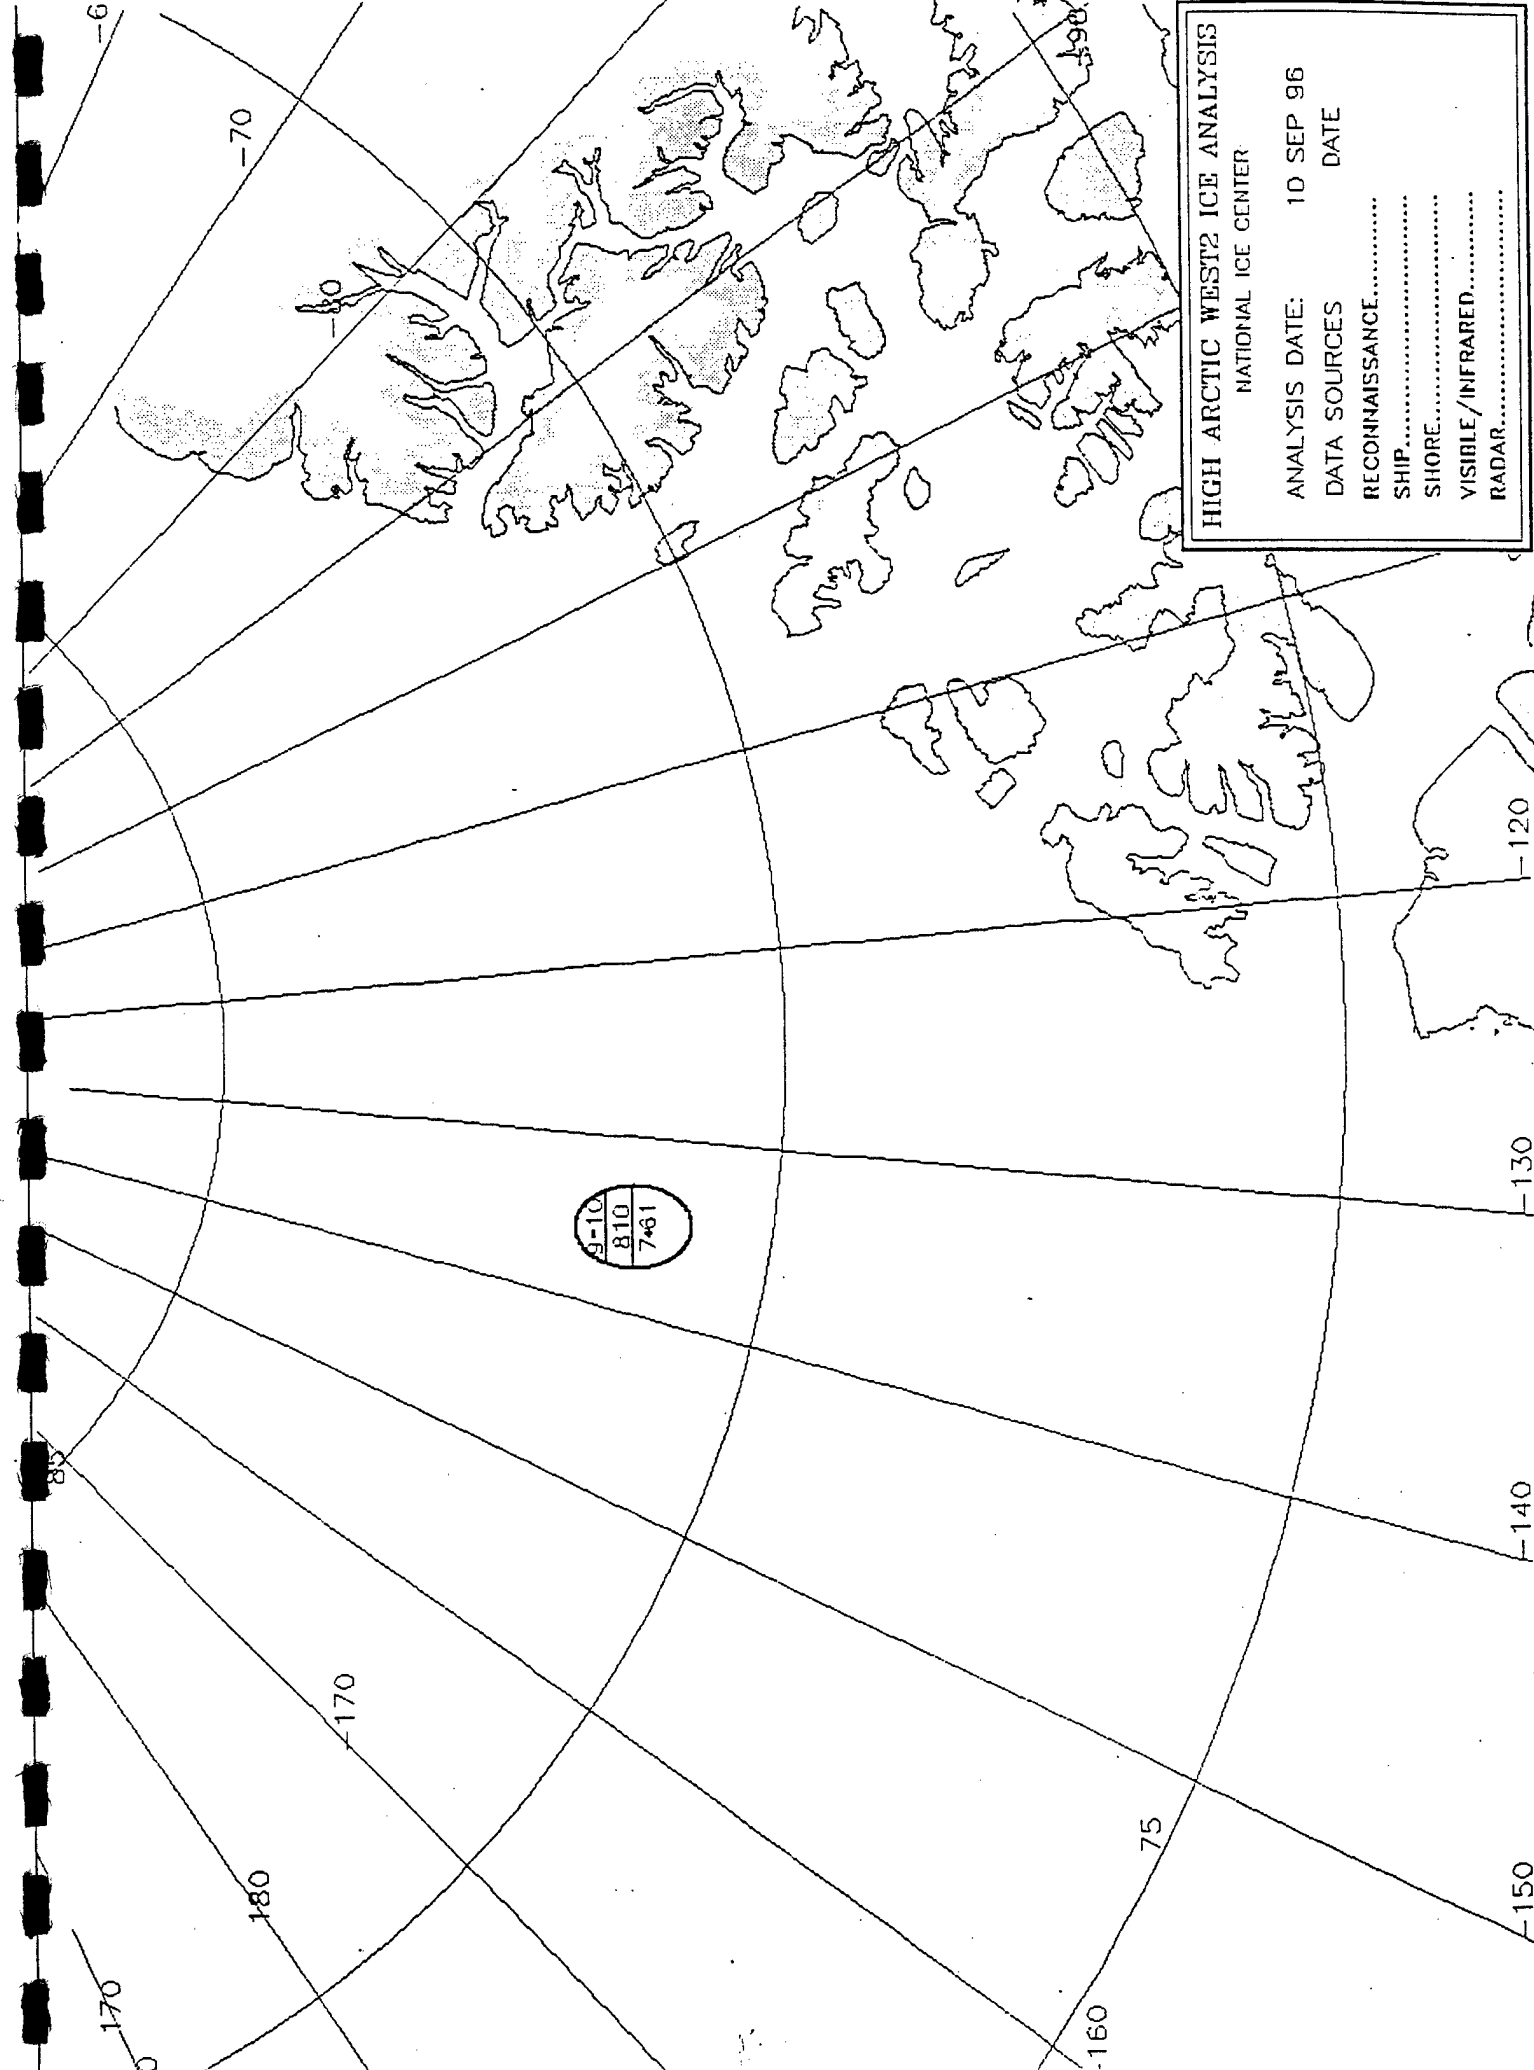 HIGH ARCTIC WEST2 ICE ANALYSIS
NATIONAL ICE CENTER
ANALYSIS DATE: 10 SEP 96
DATA SOURCES DATE
RECONNAISSANCE..............
SHIP..............................
SHORE...........................
VISIBLE/INFRARED...........
RADAR............................
-6
-70
-80
-90
-120
-130
-140
-150
-160
75
-170
180
170
85
9-10
810
7•61